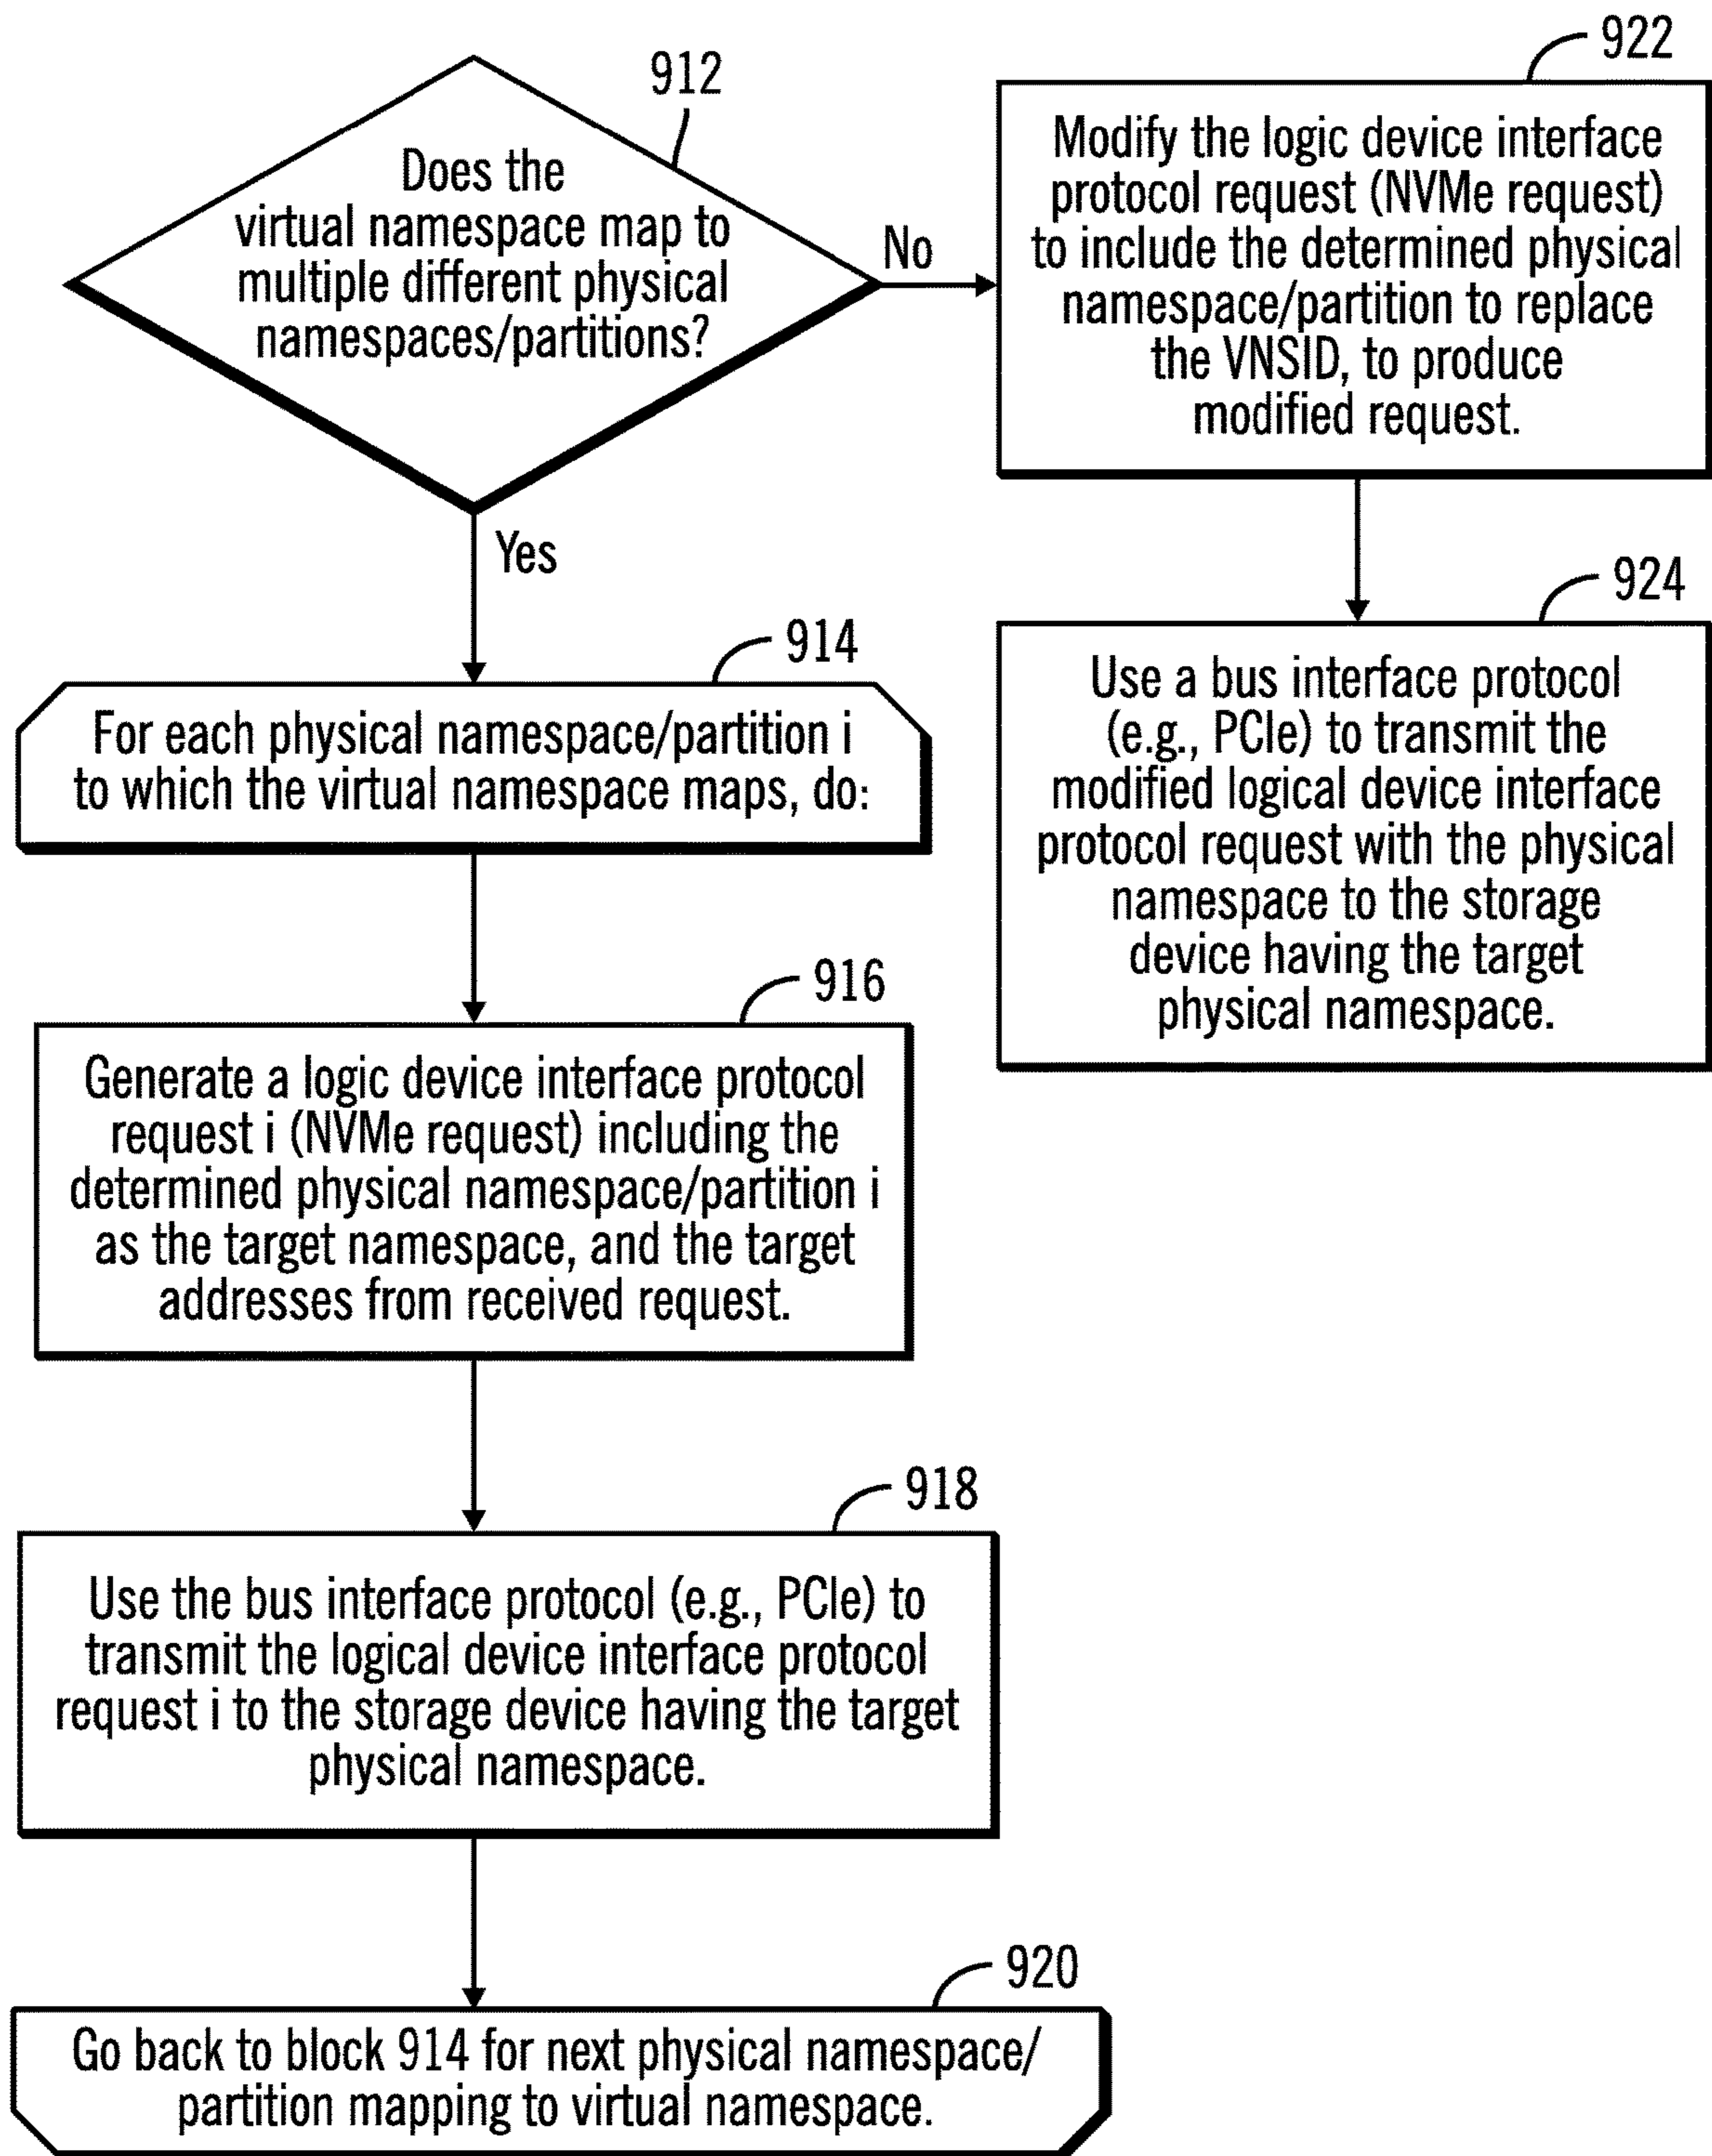 912
Does the
virtual namespace map to
multiple different physical
namespaces/partitions?
No
Yes
922
Modify the logic device interface
protocol request (NVMe request)
to include the determined physical
namespace/partition to replace
the VNSID, to produce
modified request.
924
Use a bus interface protocol
(e.g., PCIe) to transmit the
modified logical device interface
protocol request with the physical
namespace to the storage
device having the target
physical namespace.
914
For each physical namespace/partition i
to which the virtual namespace maps, do:
916
Generate a logic device interface protocol
request i (NVMe request) including the
determined physical namespace/partition i
as the target namespace, and the target
addresses from received request.
918
Use the bus interface protocol (e.g., PCIe) to
transmit the logical device interface protocol
request i to the storage device having the target
physical namespace.
920
Go back to block 914 for next physical namespace/
partition mapping to virtual namespace.